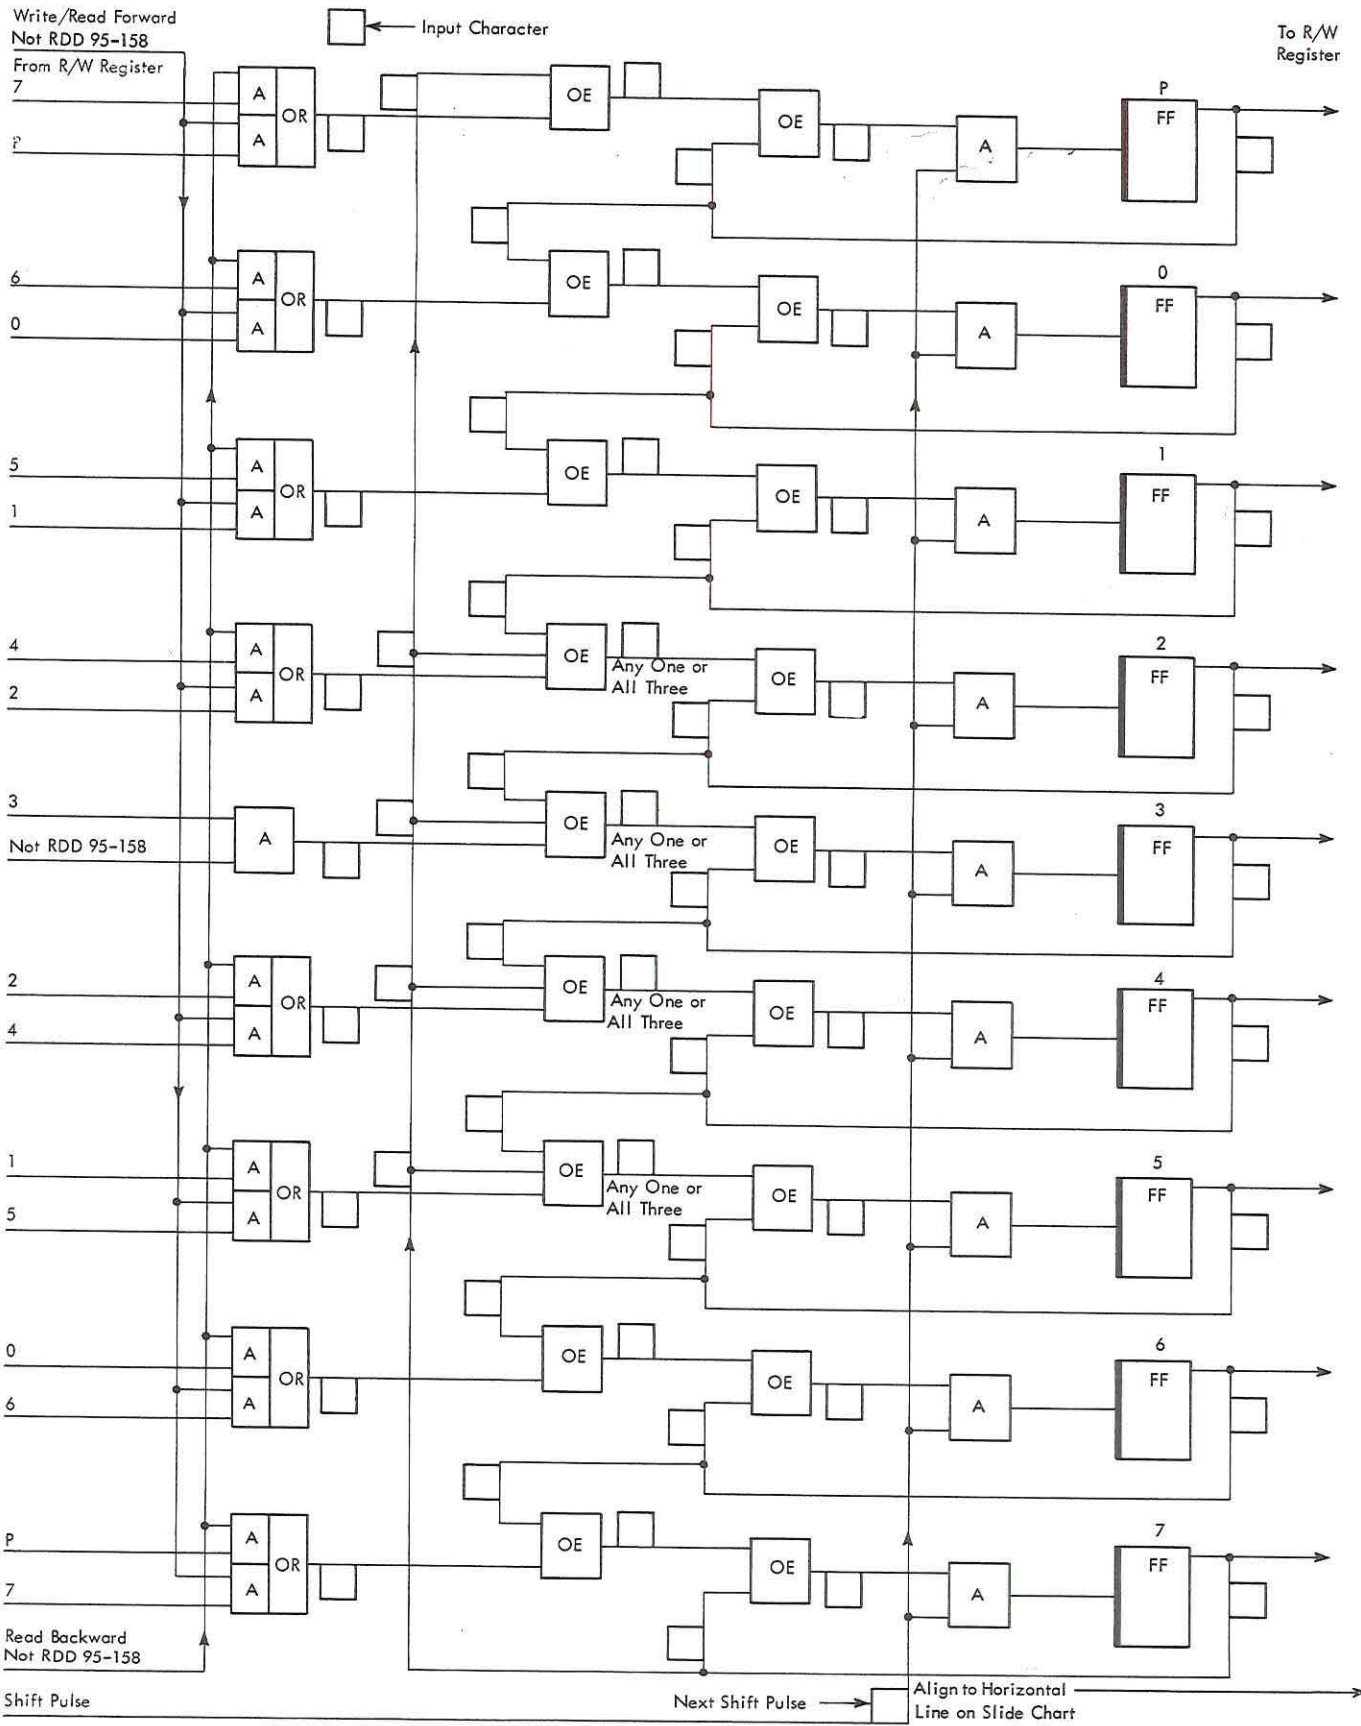 Write/Read Forward
Not RDD 95-158
From R/W Register
Input Character
To R/W
Register
7
P
A
A
OR
OE
OE
A
P
FF
6
0
A
A
OR
OE
OE
A
0
FF
5
1
A
A
OR
OE
OE
A
1
FF
4
2
A
A
OR
OE
Any One or
All Three
OE
A
2
FF
3
Not RDD 95-158
A
OE
Any One or
All Three
OE
A
3
FF
2
4
A
A
OR
OE
Any One or
All Three
OE
A
4
FF
1
5
A
A
OR
OE
Any One or
All Three
OE
A
5
FF
0
6
A
A
OR
OE
OE
A
6
FF
P
7
A
A
OR
OE
OE
A
7
FF
Read Backward
Not RDD 95-158
Shift Pulse
Next Shift Pulse
Align to Horizontal
Line on Slide Chart